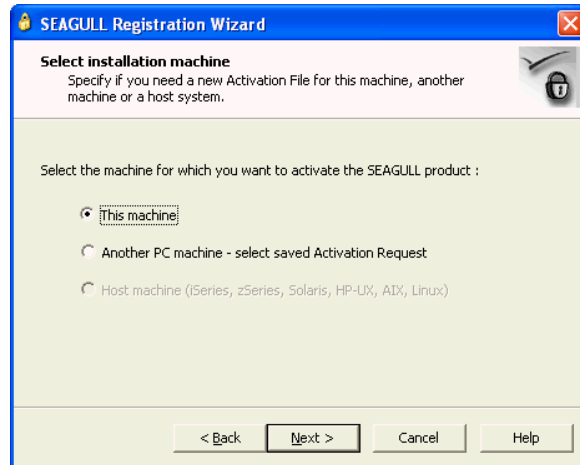 SEAGULL Registration Wizard
Select installation machine
Specify if you need a new Activation File for this machine, another
machine or a host system.
Select the machine for which you want to activate the SEAGULL product :
This machine
Another PC machine - select saved Activation Request
Host machine (iSeries, zSeries, Solaris, HP-UX, AIX, Linux)
< Back Next > Cancel Help